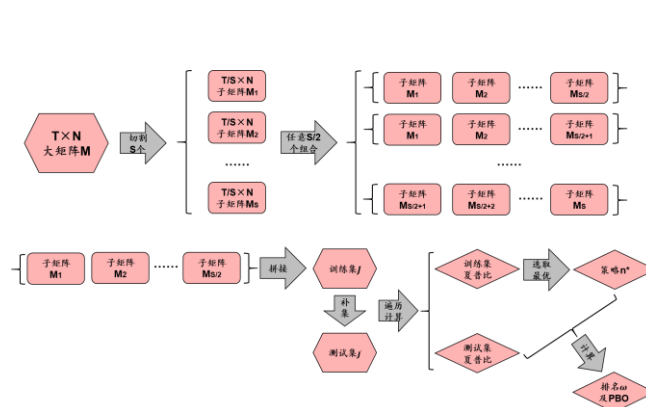 T×N
大矩阵M
切割
S个
T/S×N
子矩阵M1
T/S×N
子矩阵M2
……
T/S×N
子矩阵MS
任意S/2
个组合
子矩阵
M1
子矩阵
M2
……
子矩阵
MS/2
子矩阵
M1
子矩阵
M2
……
子矩阵
MS/2+1
……
子矩阵
MS/2+1
子矩阵
MS/2+2
……
子矩阵
MS
子矩阵
M1
子矩阵
M2
……
子矩阵
MS/2
拼接
训练集j
补
集
测试集j
遍历
计算
训练集
夏普比
选取
最优
策略n*
测试集
夏普比
计算
排名ω
及PBO